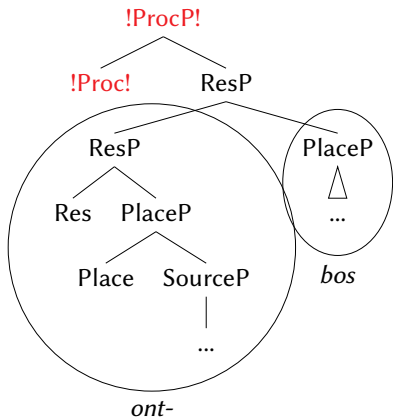 !ProcP!
!Proc! ResP
ResP PlaceP
Res PlaceP ...
Place SourceP bos
...
ont-